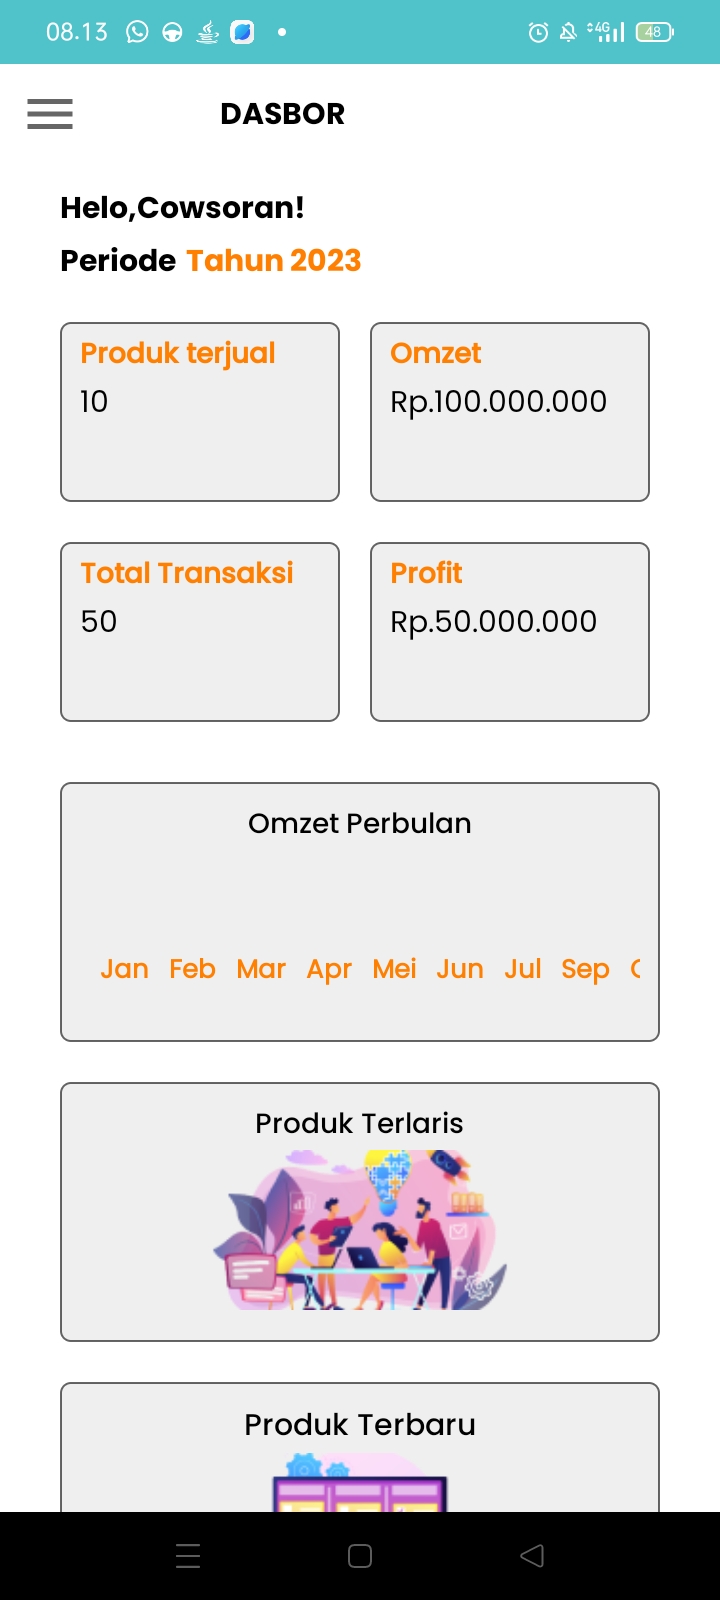 08.13 4G 48
DASBOR
Helo,Cowsoran!
Periode Tahun 2023
Produk terjual
10
Omzet
Rp.100.000.000
Total Transaksi
50
Profit
Rp.50.000.000
Omzet Perbulan
Jan Feb Mar Apr Mei Jun Jul Sep
Produk Terlaris
Produk Terbaru